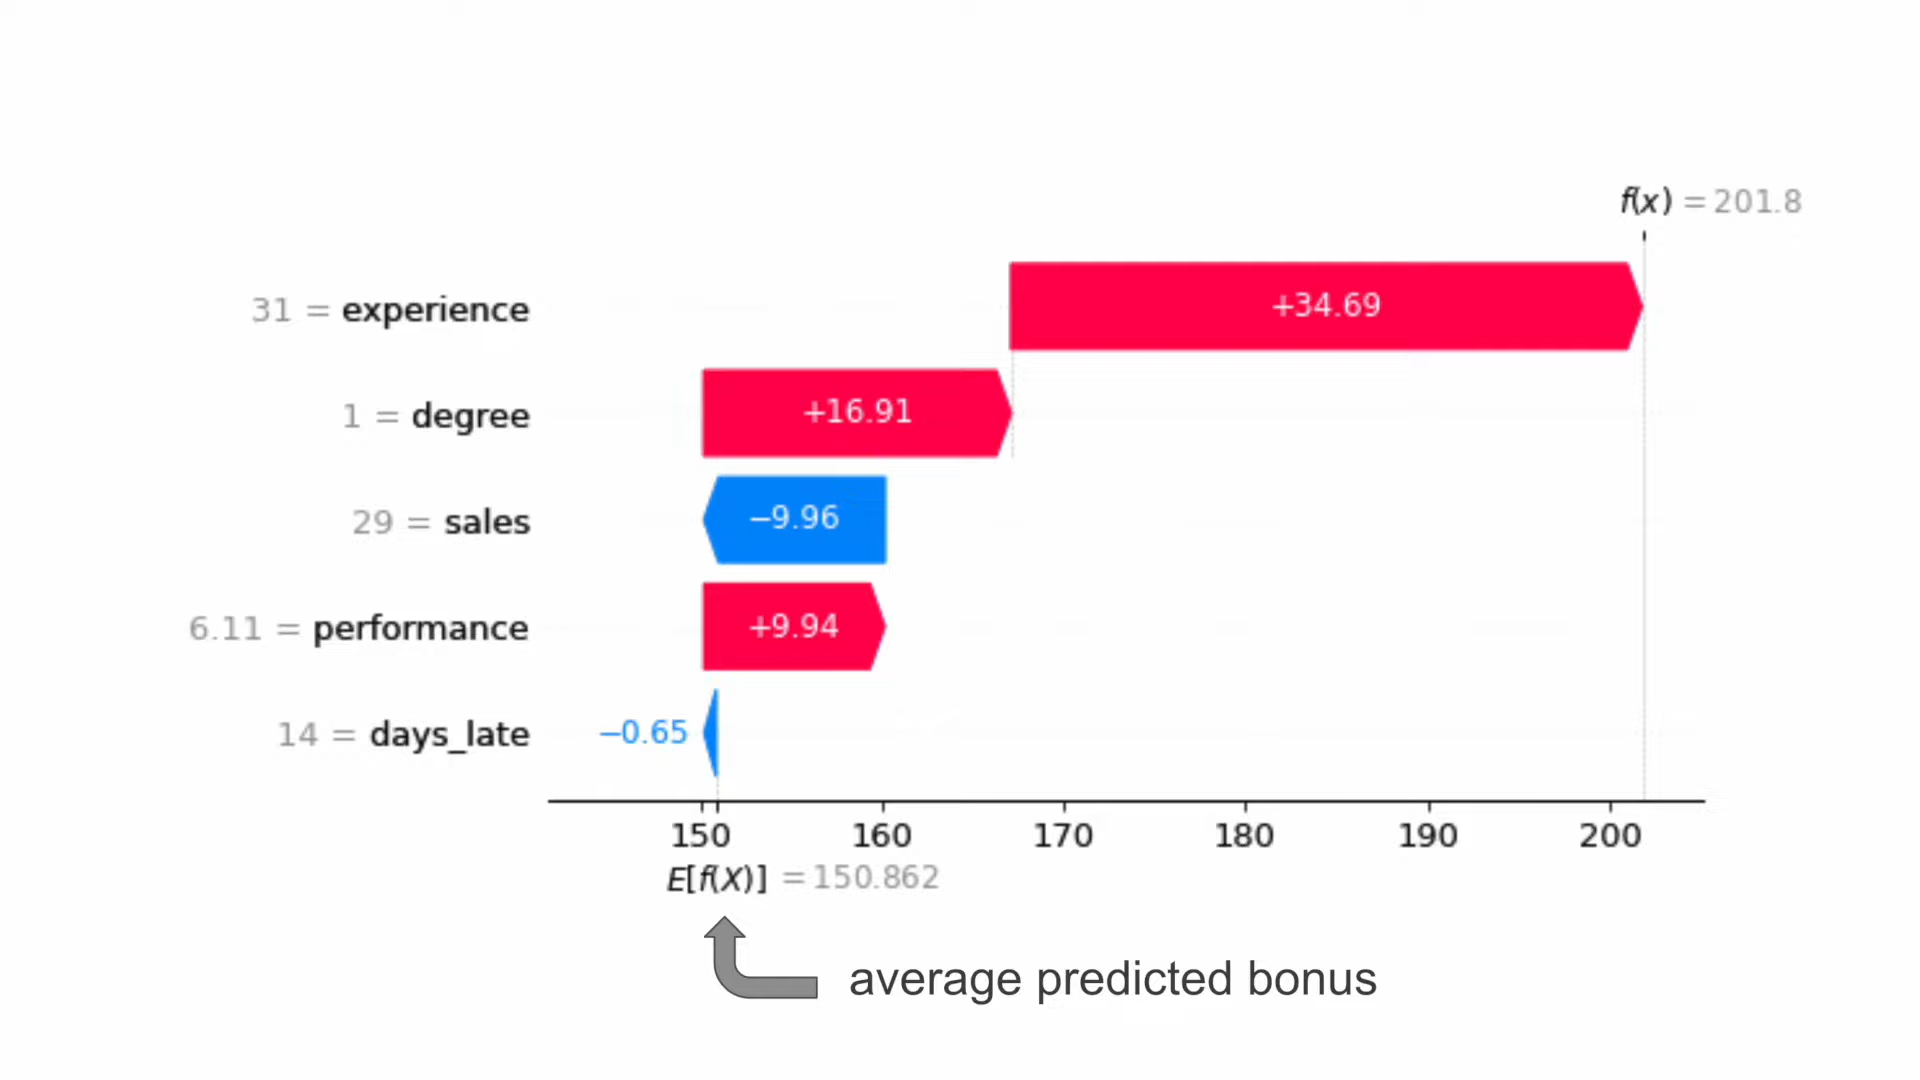 f(x) = 201.8
31 = experience
+34.69
1 = degree
+16.91
29 = sales
−9.96
6.11 = performance
+9.94
14 = days_late
−0.65
150 160 170 180 190 200
E[f(X)] = 150.862
average predicted bonus